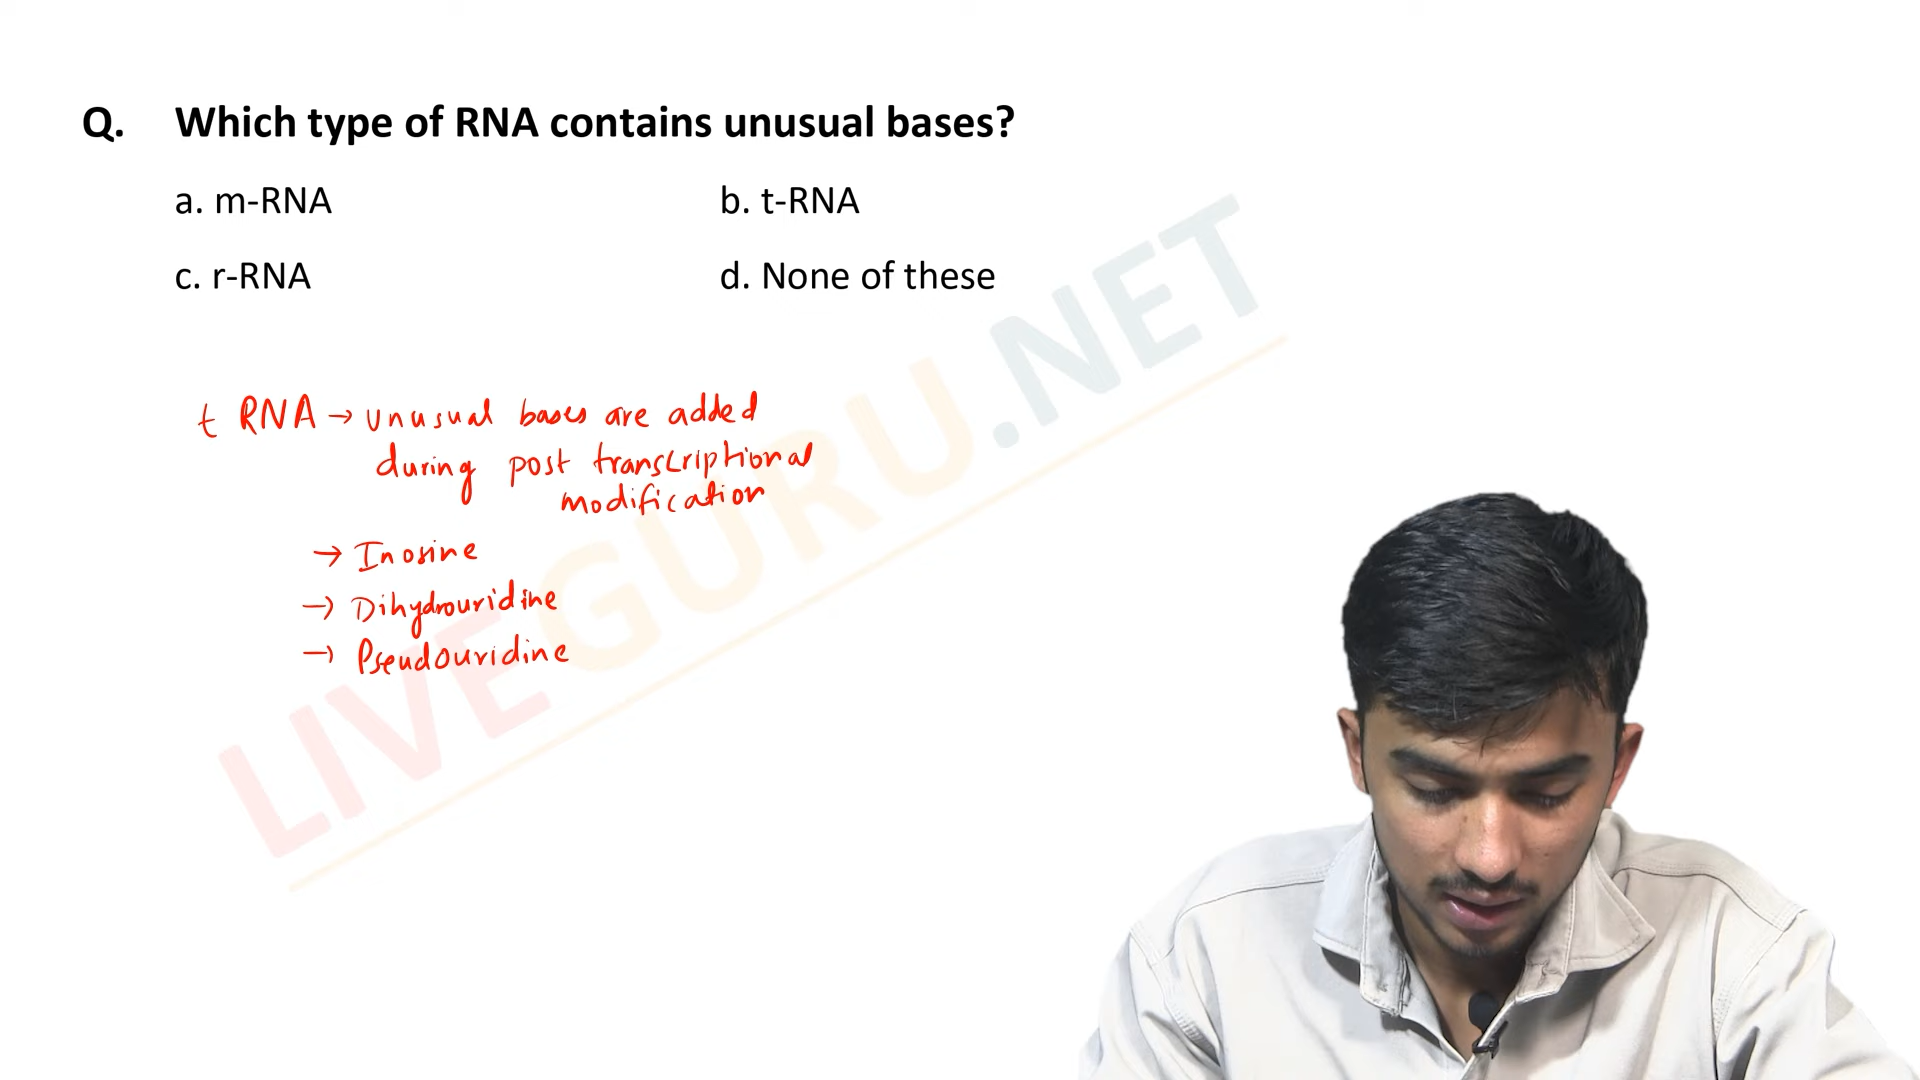 Q. Which type of RNA contains unusual bases?
a. m-RNA
b. t-RNA
c. r-RNA
d. None of these
t RNA → unusual bases are added
during post transcriptional
modification
→ Inosine
→ Dihydrouridine
→ Pseudouridine
LIVEGURU.NET